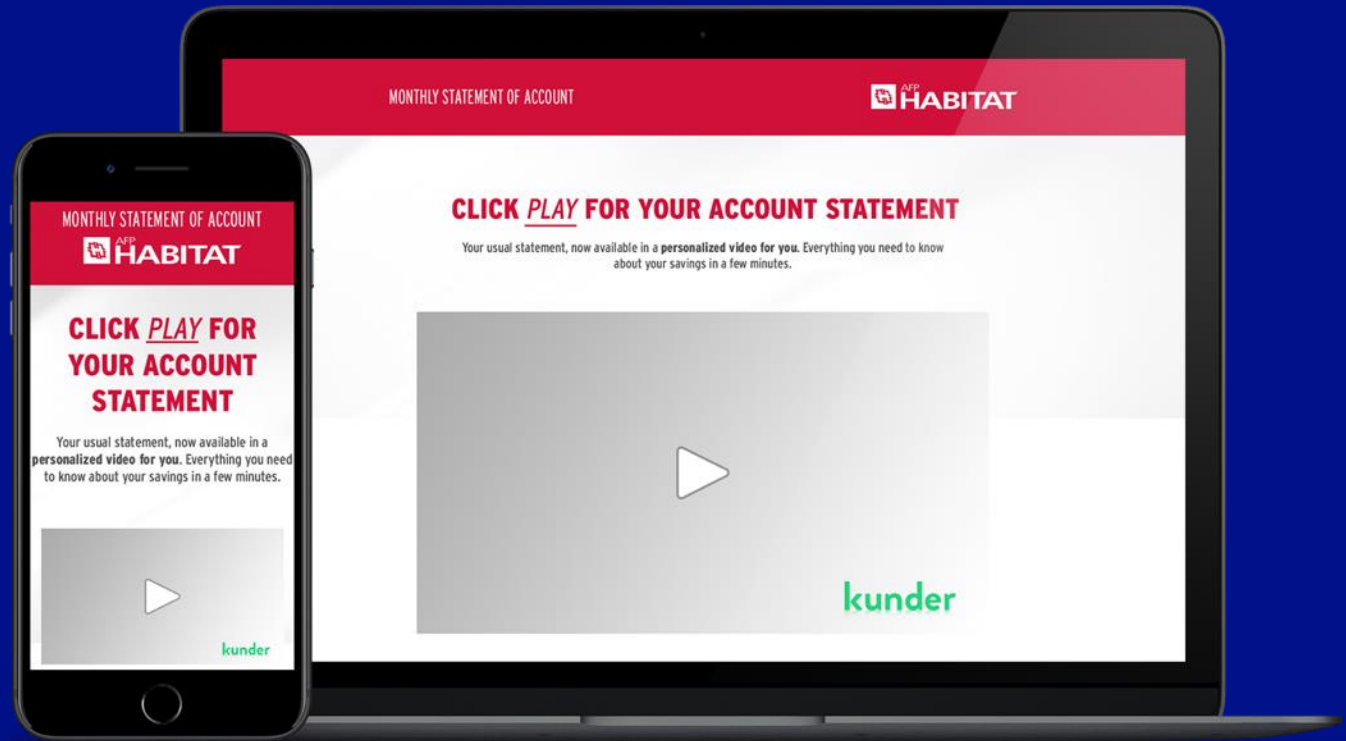 MONTHLY STATEMENT OF ACCOUNT
AFP
HABITAT
CLICK PLAY FOR YOUR ACCOUNT STATEMENT
Your usual statement, now available in a personalized video for you. Everything you need to know
about your savings in a few minutes.
kunder
MONTHLY STATEMENT OF ACCOUNT
AFP
HABITAT
CLICK PLAY FOR
YOUR ACCOUNT
STATEMENT
Your usual statement, now available in a
personalized video for you. Everything you need
to know about your savings in a few minutes.
kunder